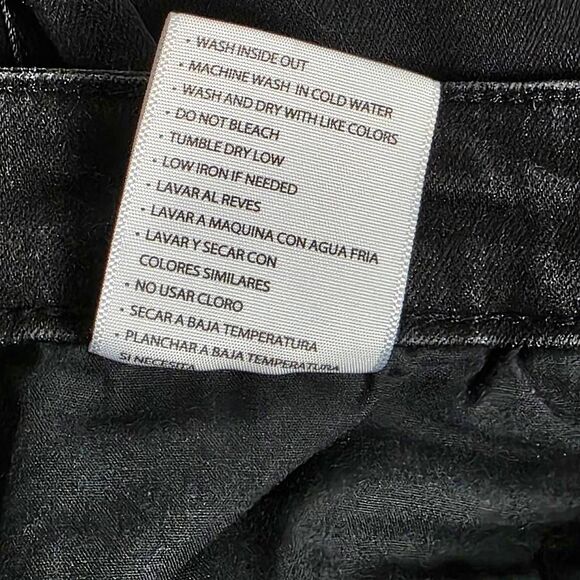 · WASH INSIDE OUT
· MACHINE WASH IN COLD WATER
· WASH AND DRY WITH LIKE COLORS
· DO NOT BLEACH
· TUMBLE DRY LOW
· LOW IRON IF NEEDED
· LAVAR AL REVES
· LAVAR A MAQUINA CON AGUA FRIA
· LAVAR Y SECAR CON
COLORES SIMILARES
· NO USAR CLORO
· SECAR A BAJA TEMPERATURA
· PLANCHAR A BAJA TEMPERATURA
SI NECESITA